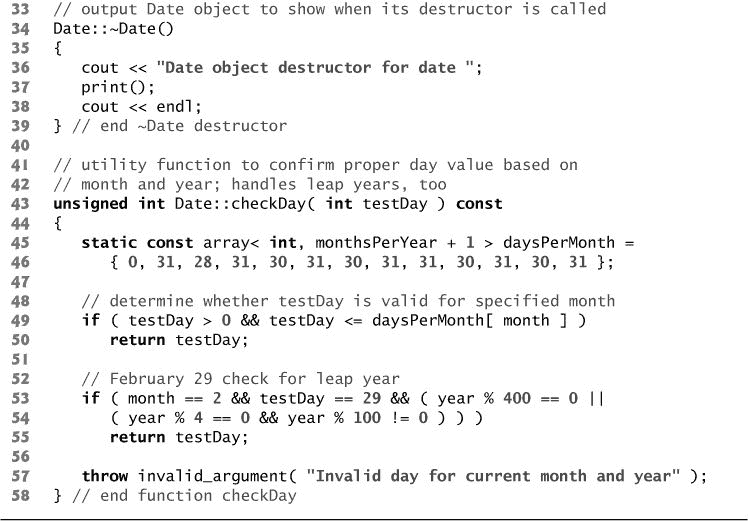 33 // output Date object to show when its destructor is called
34 Date::~Date()
35 {
36    cout << "Date object destructor for date ";
37    print();
38    cout << endl;
39 } // end ~Date destructor
40
41 // utility function to confirm proper day value based on
42 // month and year; handles leap years, too
43 unsigned int Date::checkDay( int testDay ) const
44 {
45    static const array< int, monthsPerYear + 1 > daysPerMonth =
46       { 0, 31, 28, 31, 30, 31, 30, 31, 31, 30, 31, 30, 31 };
47
48    // determine whether testDay is valid for specified month
49    if ( testDay > 0 && testDay <= daysPerMonth[ month ] )
50       return testDay;
51
52    // February 29 check for leap year
53    if ( month == 2 && testDay == 29 && ( year % 400 == 0 ||
54       ( year % 4 == 0 && year % 100 != 0 ) ) )
55       return testDay;
56
57    throw invalid_argument( "Invalid day for current month and year" );
58 } // end function checkDay